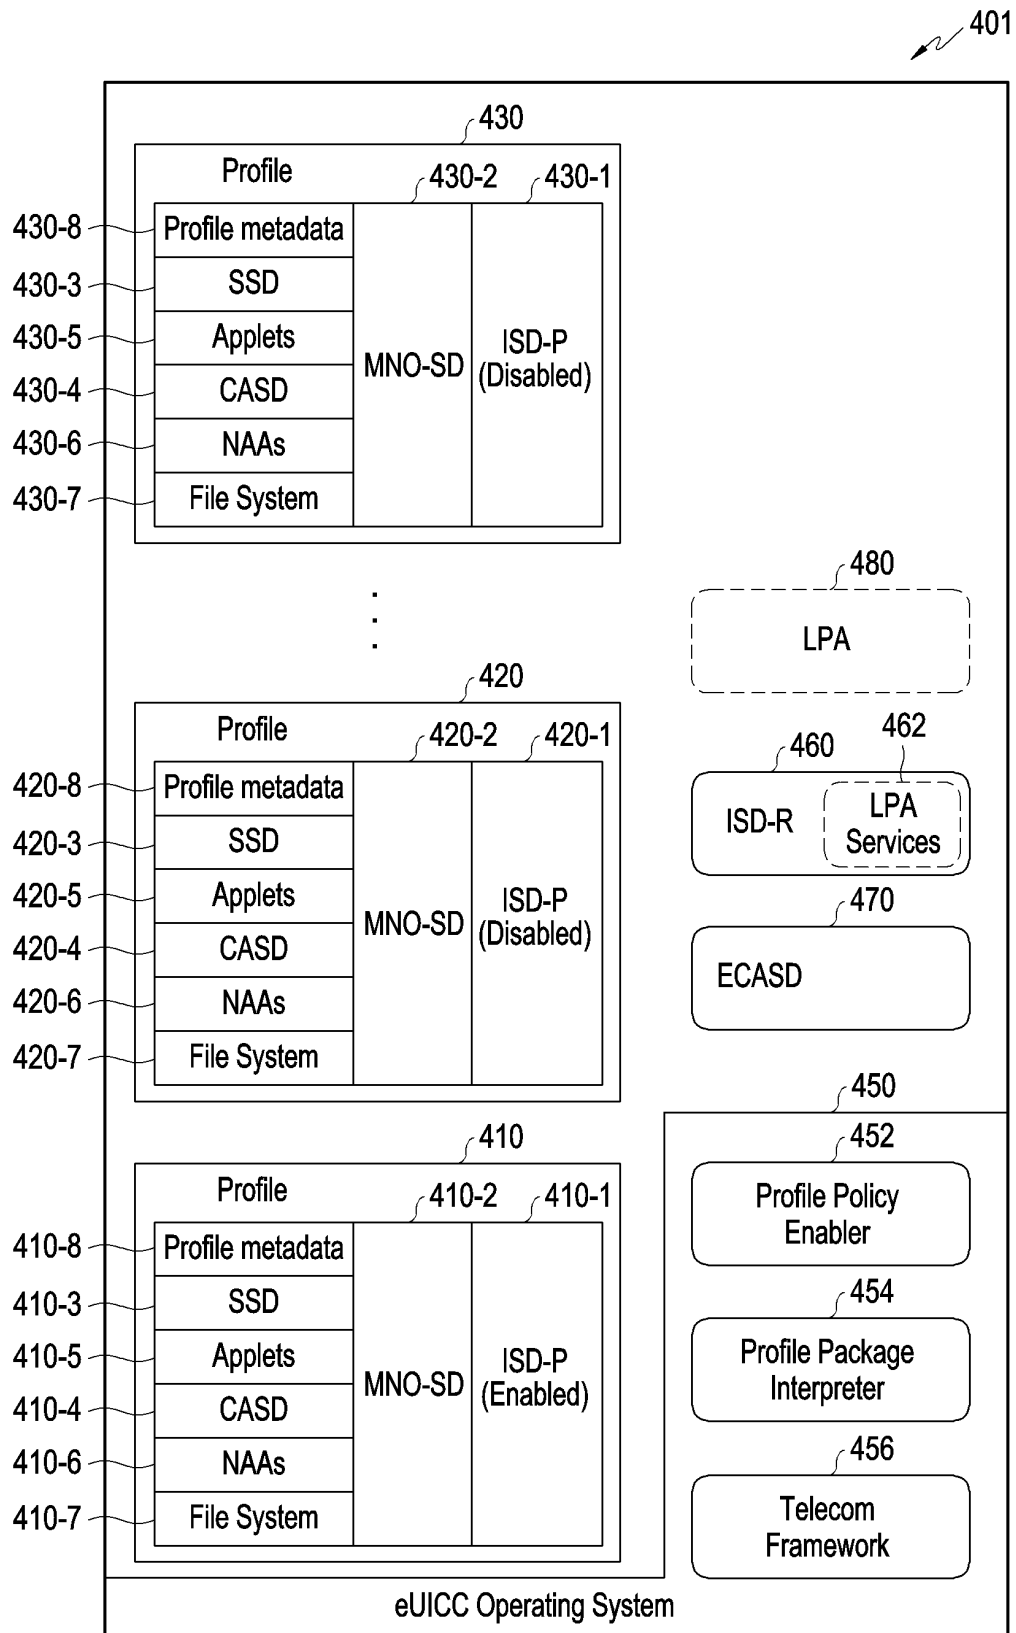 401
430
Profile
430-2
430-1
430-8
Profile metadata
430-3
SSD
430-5
Applets
430-4
CASD
430-6
NAAs
430-7
File System
MNO-SD
ISD-P
(Disabled)
480
LPA
420
Profile
420-2
420-1
420-8
Profile metadata
420-3
SSD
420-5
Applets
420-4
CASD
420-6
NAAs
420-7
File System
MNO-SD
ISD-P
(Disabled)
460
462
ISD-R
LPA
Services
470
ECASD
450
410
Profile
410-2
410-1
410-8
Profile metadata
410-3
SSD
410-5
Applets
410-4
CASD
410-6
NAAs
410-7
File System
MNO-SD
ISD-P
(Enabled)
452
Profile Policy
Enabler
454
Profile Package
Interpreter
456
Telecom
Framework
eUICC Operating System